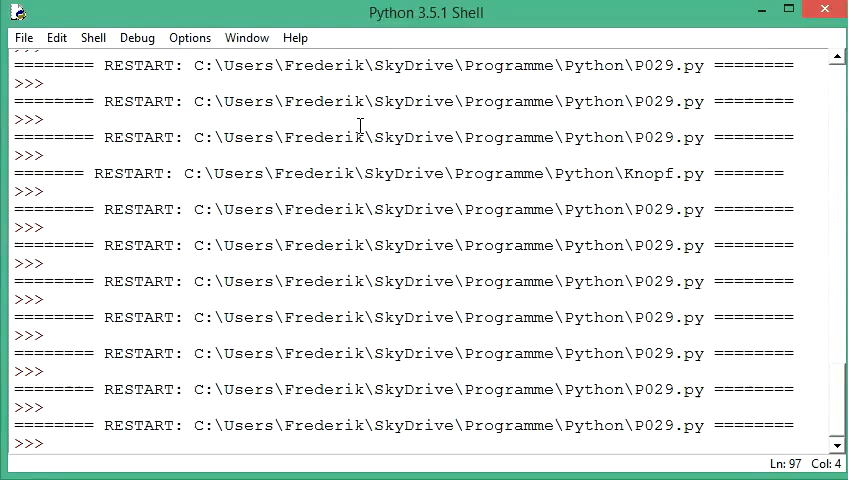 Python 3.5.1 Shell
File Edit Shell Debug Options Window Help
>>>
======== RESTART: C:\Users\Frederik\SkyDrive\Programme\Python\P029.py ========
>>>
======== RESTART: C:\Users\Frederik\SkyDrive\Programme\Python\P029.py ========
>>>
======== RESTART: C:\Users\Frederik\SkyDrive\Programme\Python\P029.py ========
>>>
======= RESTART: C:\Users\Frederik\SkyDrive\Programme\Python\Knopf.py =======
>>>
======== RESTART: C:\Users\Frederik\SkyDrive\Programme\Python\P029.py ========
>>>
======== RESTART: C:\Users\Frederik\SkyDrive\Programme\Python\P029.py ========
>>>
======== RESTART: C:\Users\Frederik\SkyDrive\Programme\Python\P029.py ========
>>>
======== RESTART: C:\Users\Frederik\SkyDrive\Programme\Python\P029.py ========
>>>
======== RESTART: C:\Users\Frederik\SkyDrive\Programme\Python\P029.py ========
>>>
======== RESTART: C:\Users\Frederik\SkyDrive\Programme\Python\P029.py ========
>>>
======== RESTART: C:\Users\Frederik\SkyDrive\Programme\Python\P029.py ========
>>>
Ln: 97 Col: 4